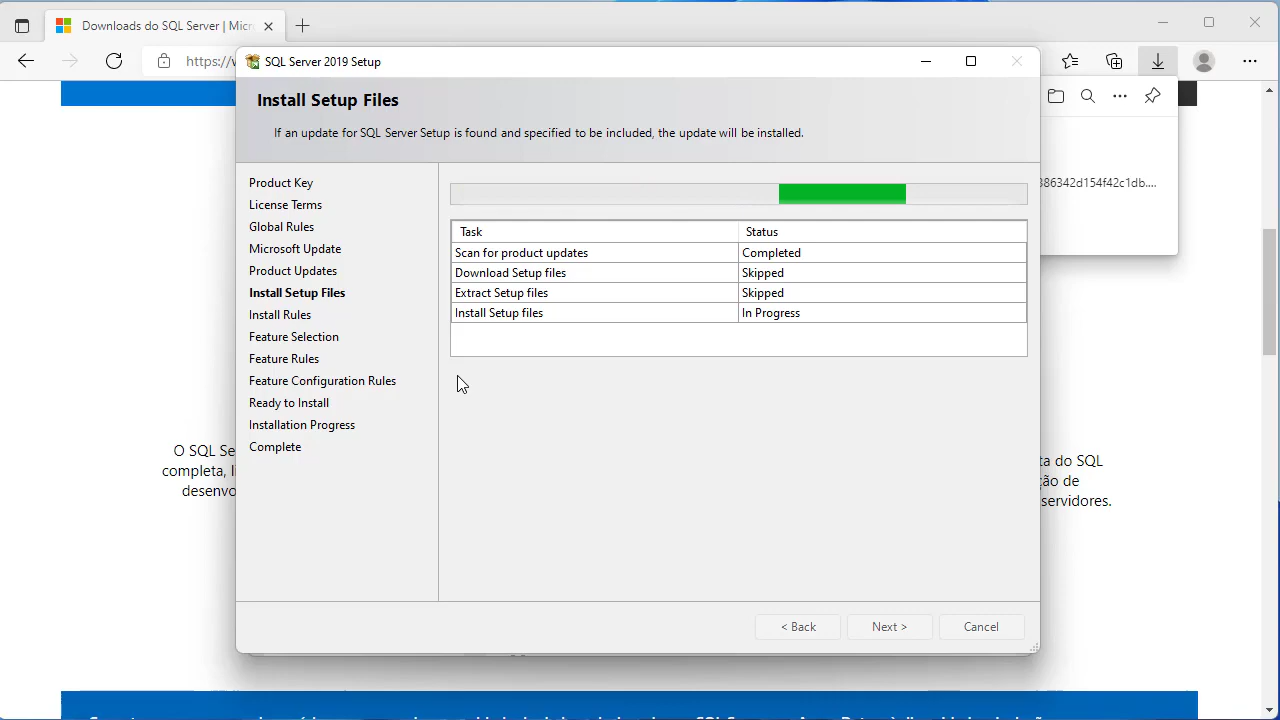 Downloads do SQL Server | Micr
https://w
SQL Server 2019 Setup
Install Setup Files
If an update for SQL Server Setup is found and specified to be included, the update will be installed.
Product Key
License Terms
Global Rules
Microsoft Update
Product Updates
Install Setup Files
Install Rules
Feature Selection
Feature Rules
Feature Configuration Rules
Ready to Install
Installation Progress
Complete
Task Status
Scan for product updates Completed
Download Setup files Skipped
Extract Setup files Skipped
Install Setup files In Progress
< Back Next > Cancel
386342d154f42c1db....
O SQL Se
completa, l
desenvo
ta do SQL
ção de
servidores.